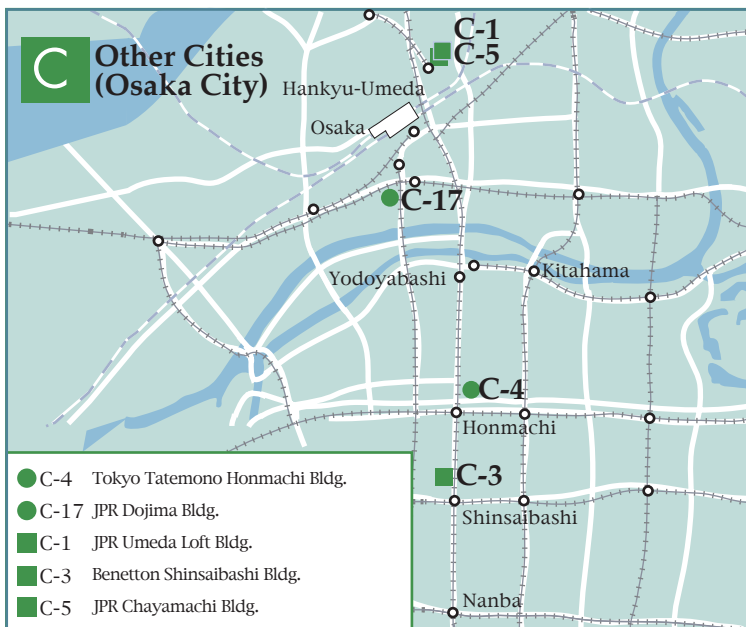 C
Other Cities
(Osaka City)
C-1
C-5
Hankyu-Umeda
Osaka
C-17
Yodoyabashi
Kitahama
C-4
Honmachi
C-3
Shinsaibashi
Nanba
C-4 Tokyo Tatemono Honmachi Bldg.
C-17 JPR Dojima Bldg.
C-1 JPR Umeda Loft Bldg.
C-3 Benetton Shinsaibashi Bldg.
C-5 JPR Chayamachi Bldg.